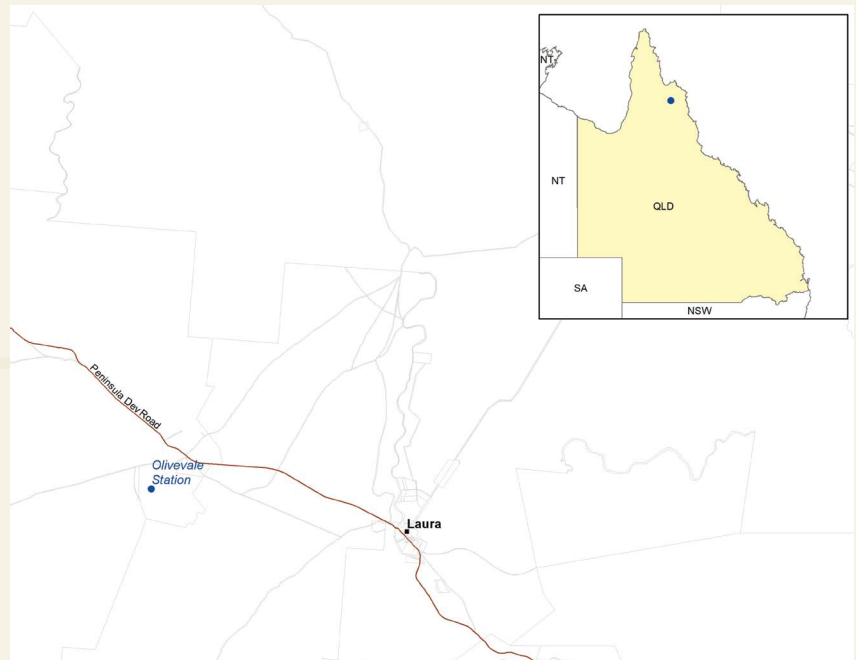 NT
NT
QLD
SA
NSW
Peninsula Dev Road
Olivevale
Station
Laura